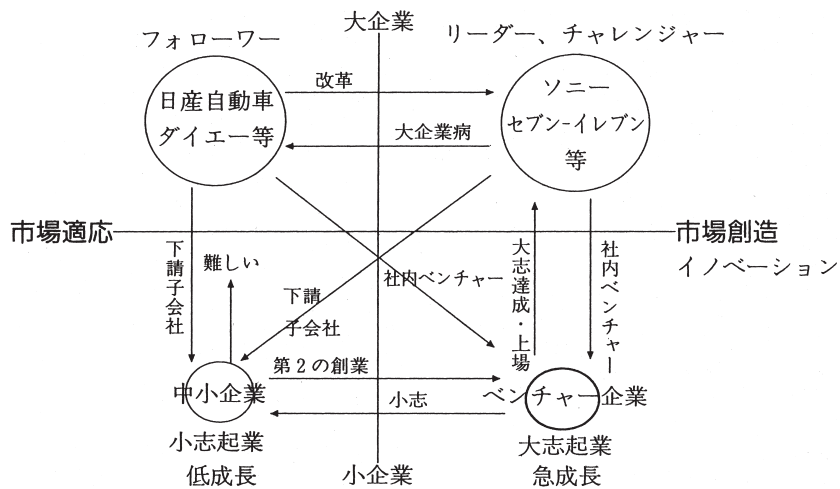 大企業
フォローワー
リーダー、チャレンジャー
日産自動車
ダイエー等
改革
大企業病
ソニー
セブン-イレブン
等
市場適応
市場創造
イノベーション
下請子会社
難しい
下請
子会社
社内ベンチャー
大志達成・上場
社内ベンチャー
中小企業
第2の創業
小志
ベンチャー企業
小志起業
低成長
小企業
大志起業
急成長